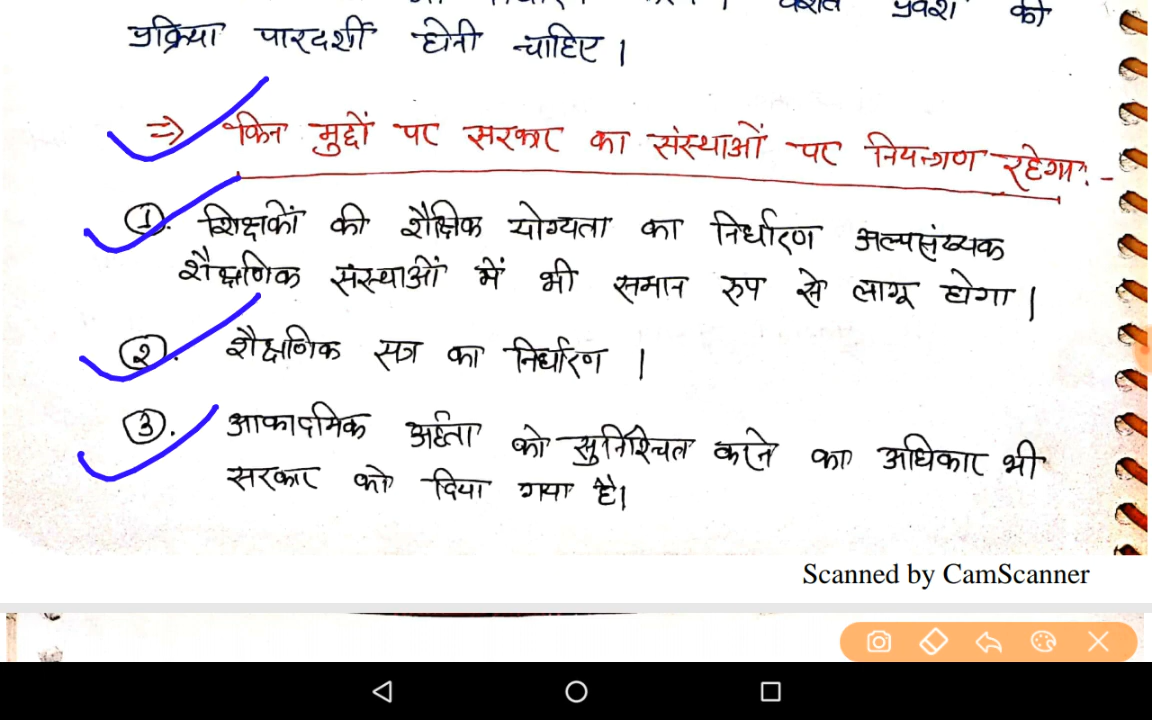 प्रवेश की
प्रक्रिया पारदर्शी होनी चाहिए ।
=> किन मुद्दों पर सरकार का संस्थाओं पर नियन्त्रण रहेगा:-
①. शिक्षकों की शैक्षिक योग्यता का निर्धारण अल्पसंख्यक
शैक्षणिक संस्थाओं में भी समान रूप से लागू होगा ।
②. शैक्षणिक सत्र का निर्धारण ।
③. आकादमिक अर्हता को सुनिश्चित करने का अधिकार भी
सरकार को दिया गया है।
Scanned by CamScanner